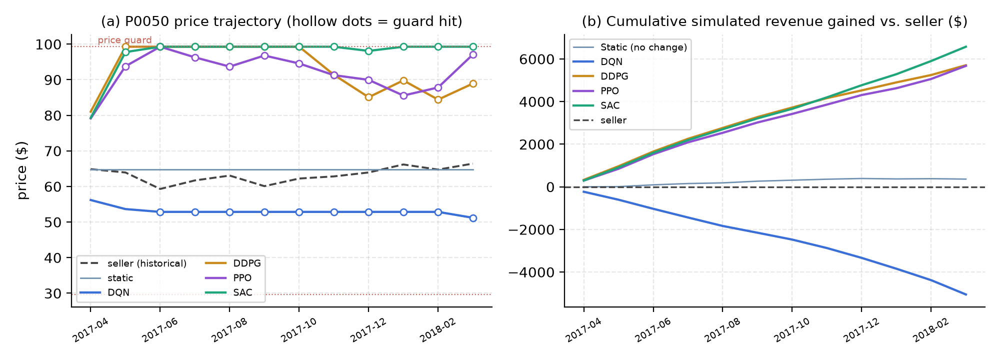 (a) P0050 price trajectory (hollow dots = guard hit)
price guard
price ($)
100
90
80
70
60
50
40
30
seller (historical)
static
DQN
DDPG
PPO
SAC
2017-04
2017-06
2017-08
2017-10
2017-12
2018-02
(b) Cumulative simulated revenue gained vs. seller ($)
Static (no change)
DQN
DDPG
PPO
SAC
seller
6000
4000
2000
0
−2000
−4000
2017-04
2017-06
2017-08
2017-10
2017-12
2018-02